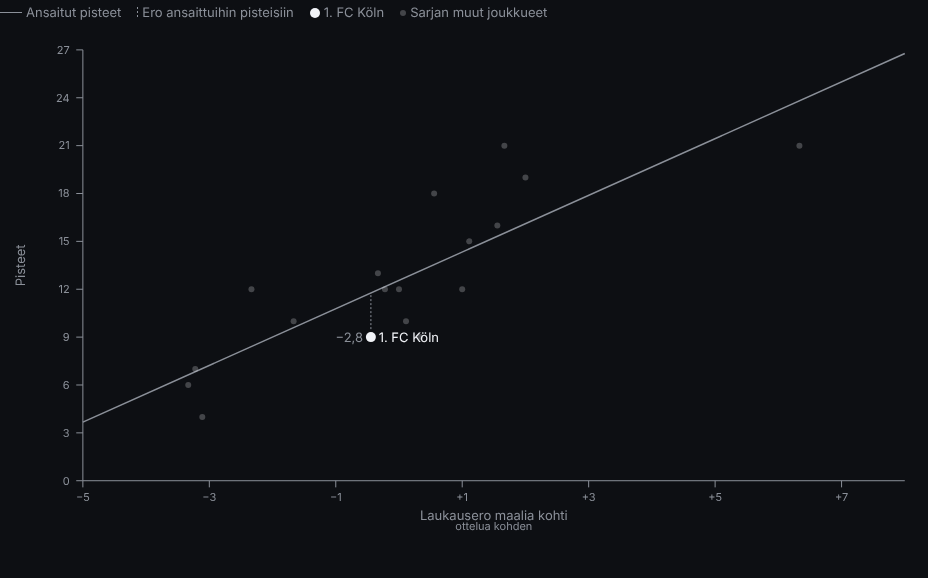 Ansaitut pisteet Ero ansaittuihin pisteisiin 1. FC Köln Sarjan muut joukkueet
27
24
21
18
15
12
9
6
3
0
Pisteet
−2,8 1. FC Köln
−5 −3 −1 +1 +3 +5 +7
Laukausero maalia kohti
ottelua kohden